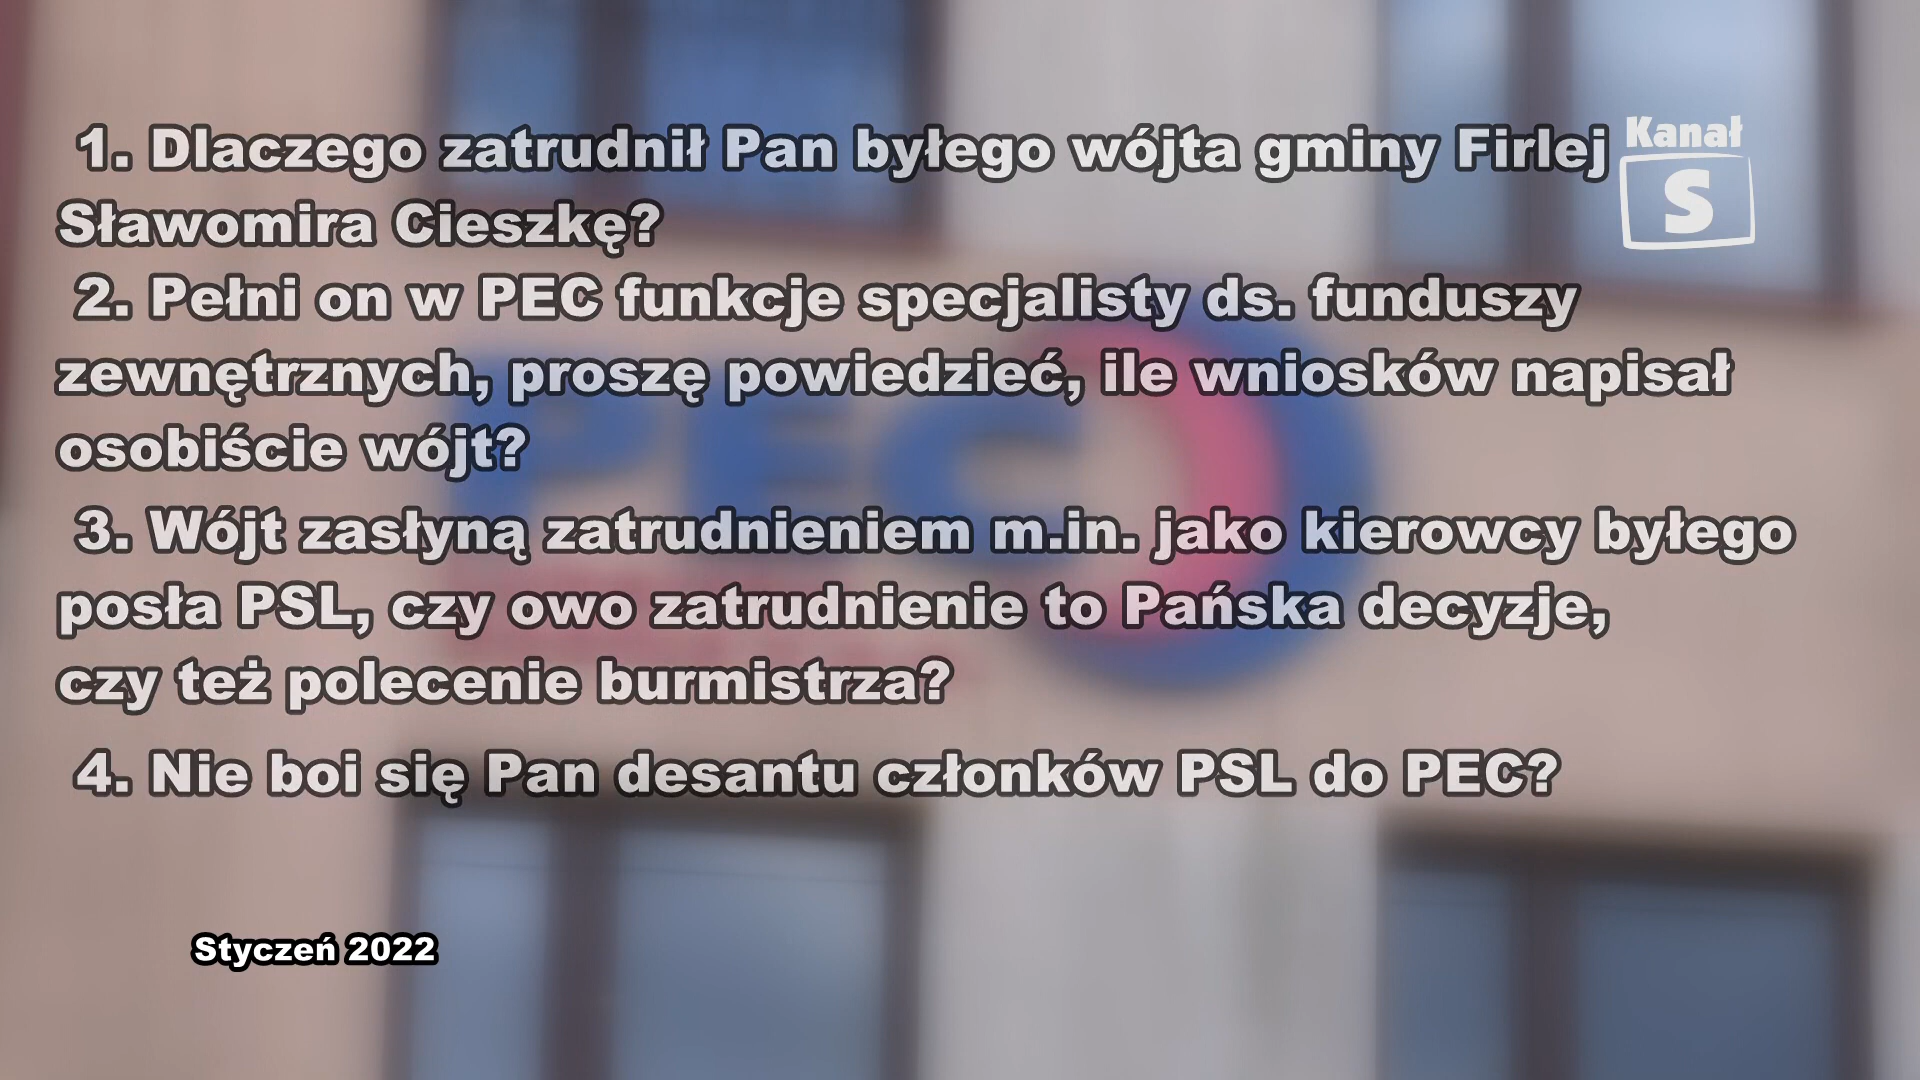 1. Dlaczego zatrudnił Pan byłego wójta gminy Firlej
Sławomira Cieszkę?
2. Pełni on w PEC funkcje specjalisty ds. funduszy
zewnętrznych, proszę powiedzieć, ile wniosków napisał
osobiście wójt?
3. Wójt zasłyną zatrudnieniem m.in. jako kierowcy byłego
posła PSL, czy owo zatrudnienie to Pańska decyzje,
czy też polecenie burmistrza?
4. Nie boi się Pan desantu członków PSL do PEC?
Kanał
S
PEC
Styczeń 2022